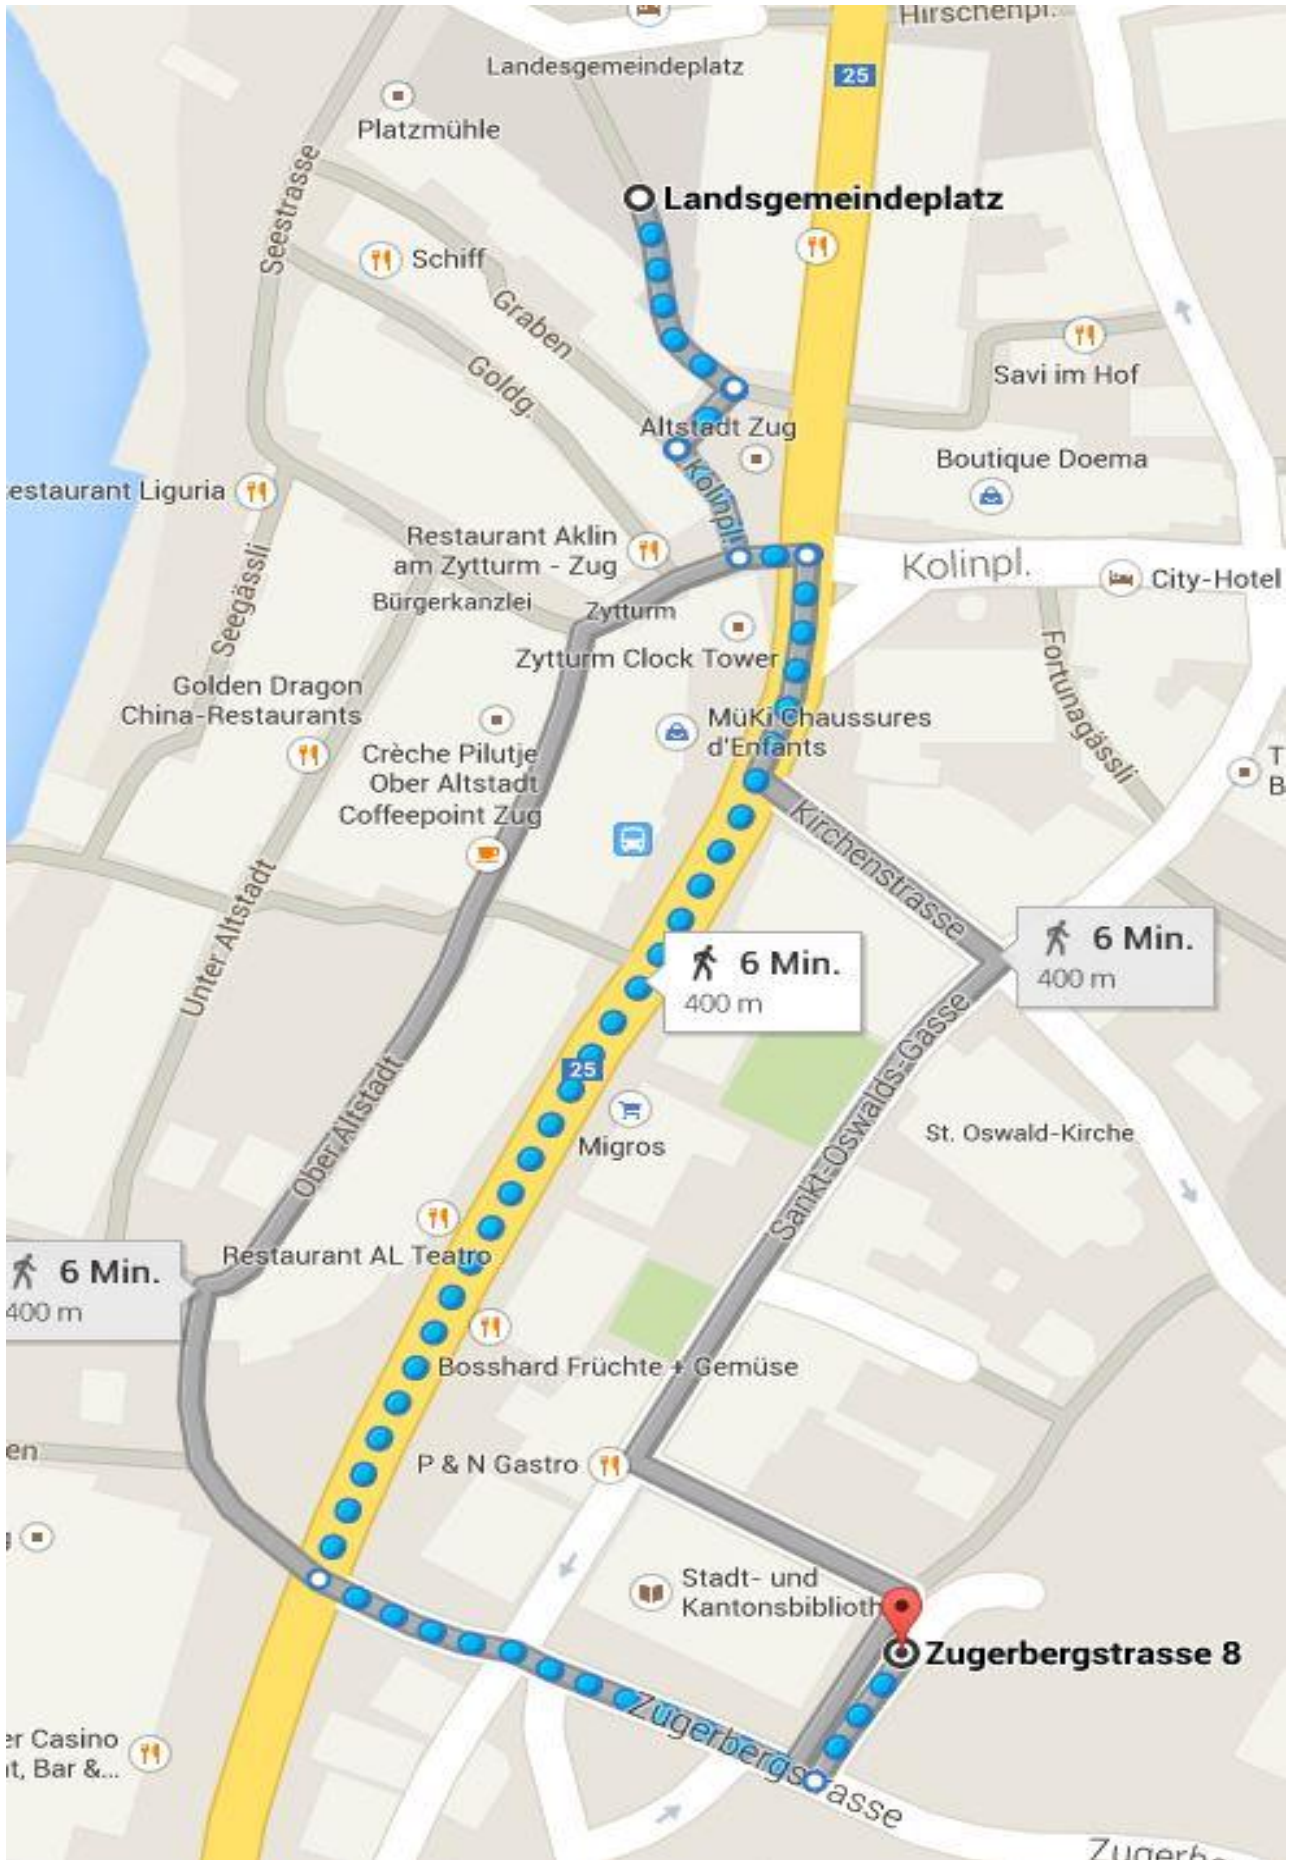 Hirschenpl.
Landesgemeindeplatz
25
Platzmühle
Landsgemeindeplatz
Seestrasse
Schiff
Graben
Goldg.
Savi im Hof
Altstadt Zug
Kolinpl.
Boutique Doema
estaurant Liguria
Restaurant Aklin
am Zytturm - Zug
Kolinpl.
City-Hotel
Bürgerkanzlei
Zytturm
Seegässli
Fortunagässli
Zytturm Clock Tower
Golden Dragon
China-Restaurants
MüKi Chaussures
d'Enfants
Crèche Pilutje
Ober Altstadt
Coffeepoint Zug
T
B
Kirchenstrasse
Unter Altstadt
6 Min.
400 m
6 Min.
400 m
Sankt-Oswalds-Gasse
25
Ober Altstadt
Migros
St. Oswald-Kirche
Restaurant AL Teatro
6 Min.
400 m
Bosshard Früchte + Gemüse
en
P & N Gastro
Stadt- und
Kantonsbiblioth
Zugerbergstrasse 8
Zugerbergstrasse
er Casino
nt, Bar &...
Zugerbe